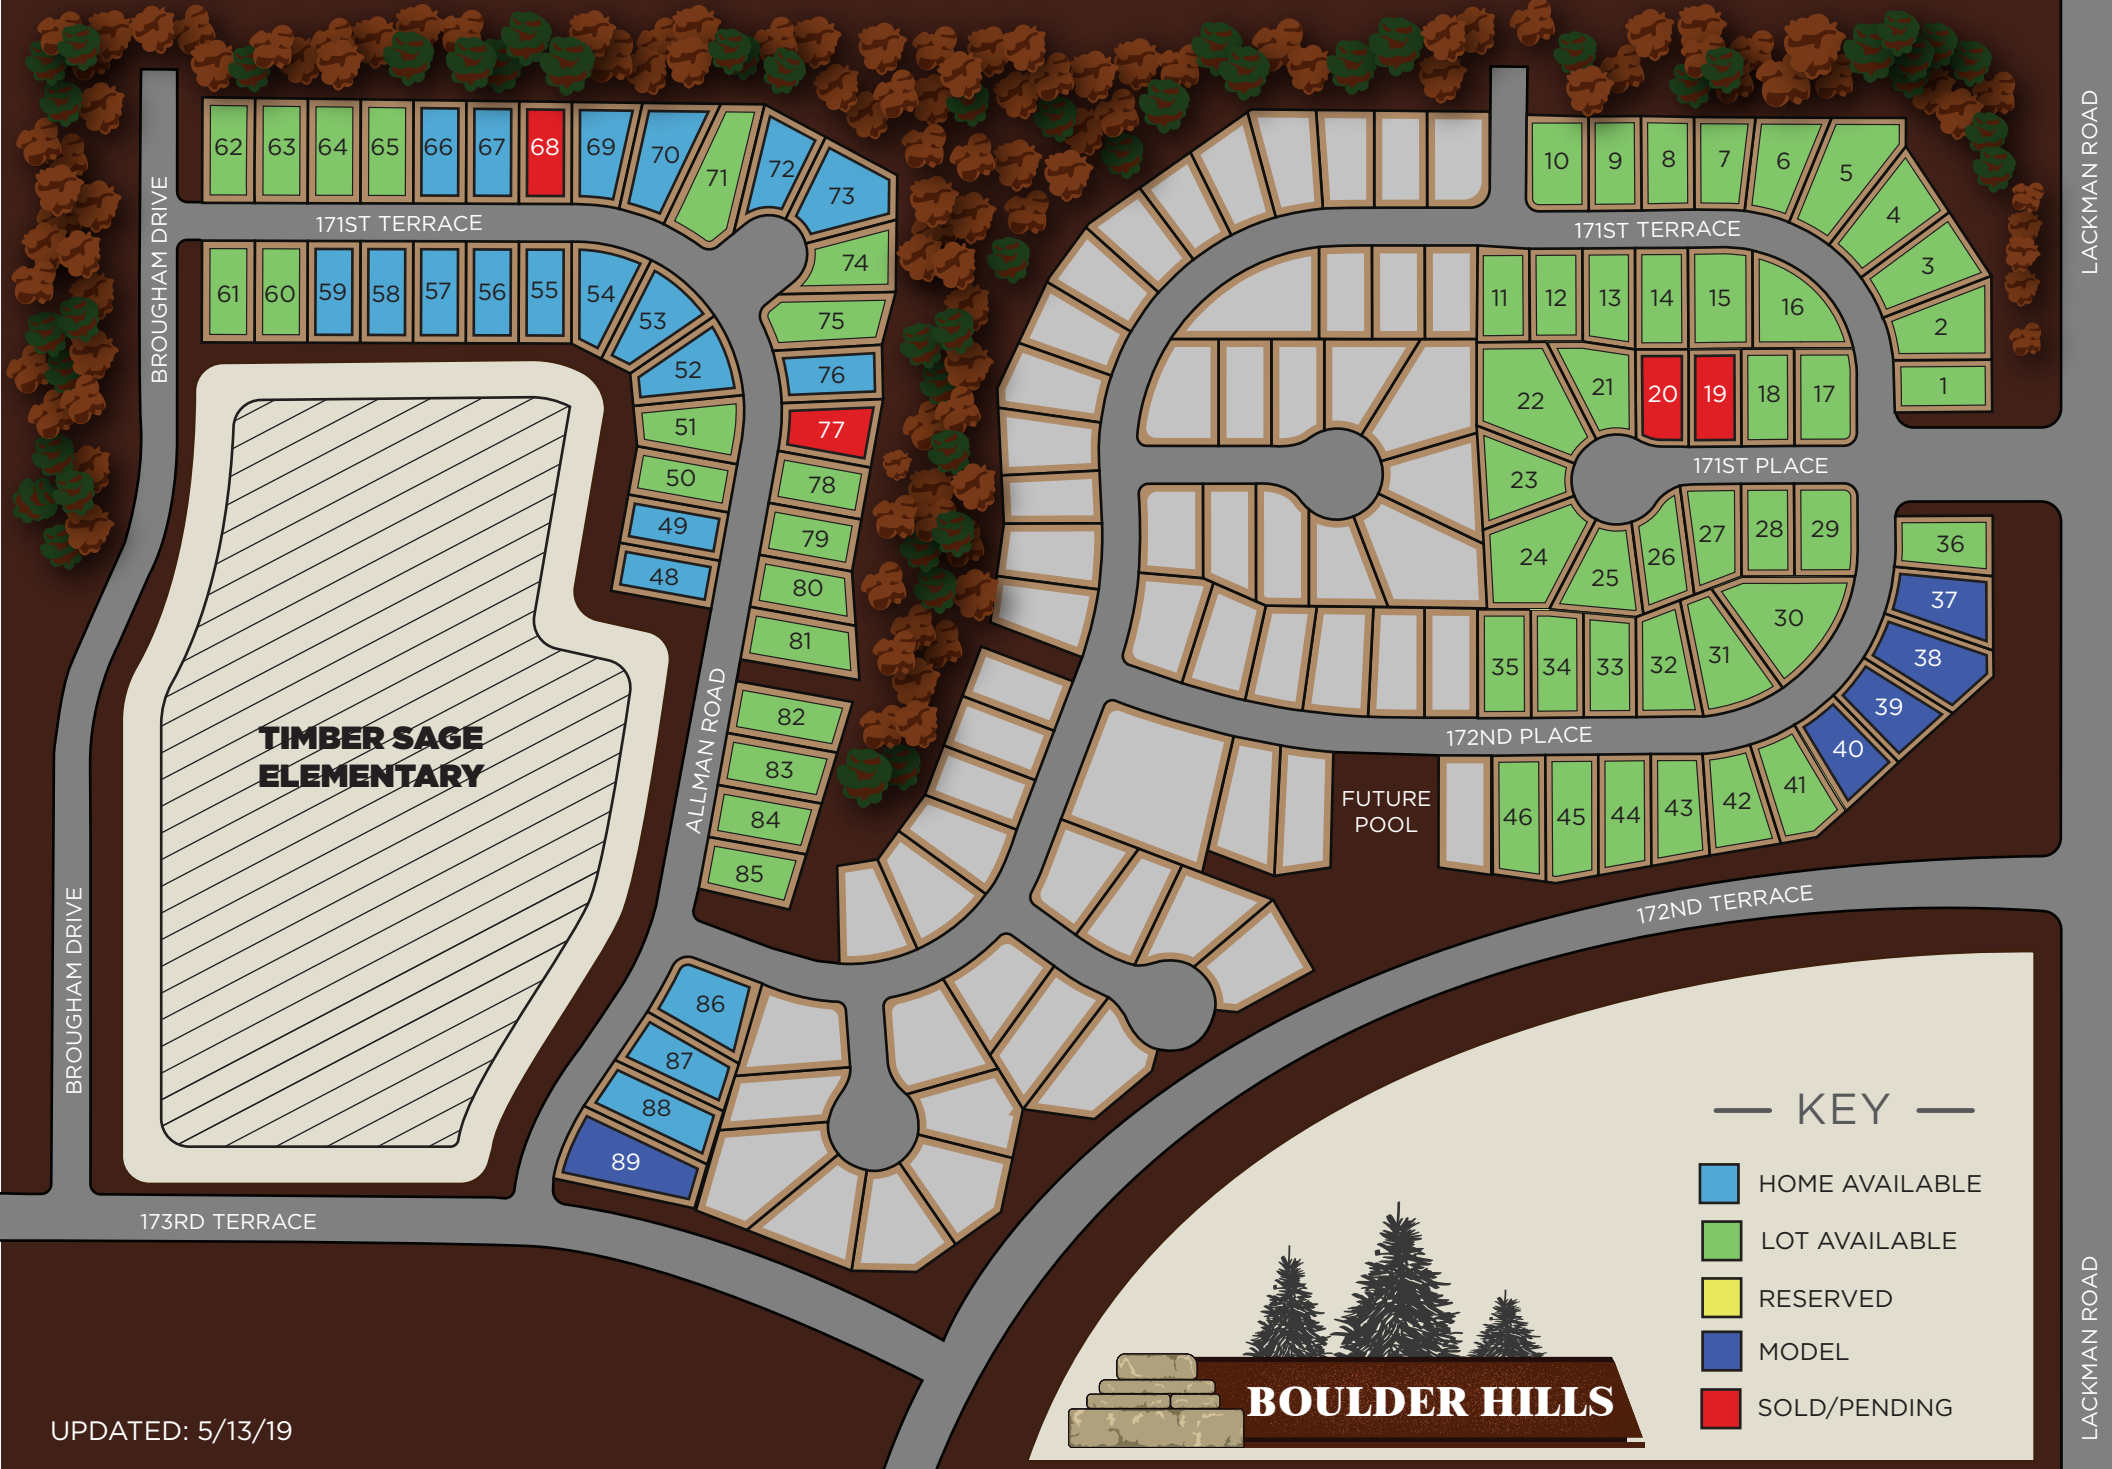 62 63 64 65 66 67 68 69 70 71 72 73
171ST TERRACE
74
61 60 59 58 57 56 55 54 53
75
52 76
51 77
50 78
49 79
48 80
81
82
83
84
85
86
87
88
89
BROUGHAM DRIVE
BROUGHAM DRIVE
ALLMAN ROAD
TIMBER SAGE
ELEMENTARY
173RD TERRACE
10 9 8 7 6 5
4
171ST TERRACE
3
11 12 13 14 15 16
2
22 21 20 19 18 17
1
171ST PLACE
23
24 25 26 27 28 29
36
37
30
38
35 34 33 32 31
39
172ND PLACE
40
46 45 44 43 42 41
FUTURE
POOL
172ND TERRACE
LACKMAN ROAD
LACKMAN ROAD
KEY
HOME AVAILABLE
LOT AVAILABLE
RESERVED
MODEL
SOLD/PENDING
BOULDER HILLS
UPDATED: 5/13/19